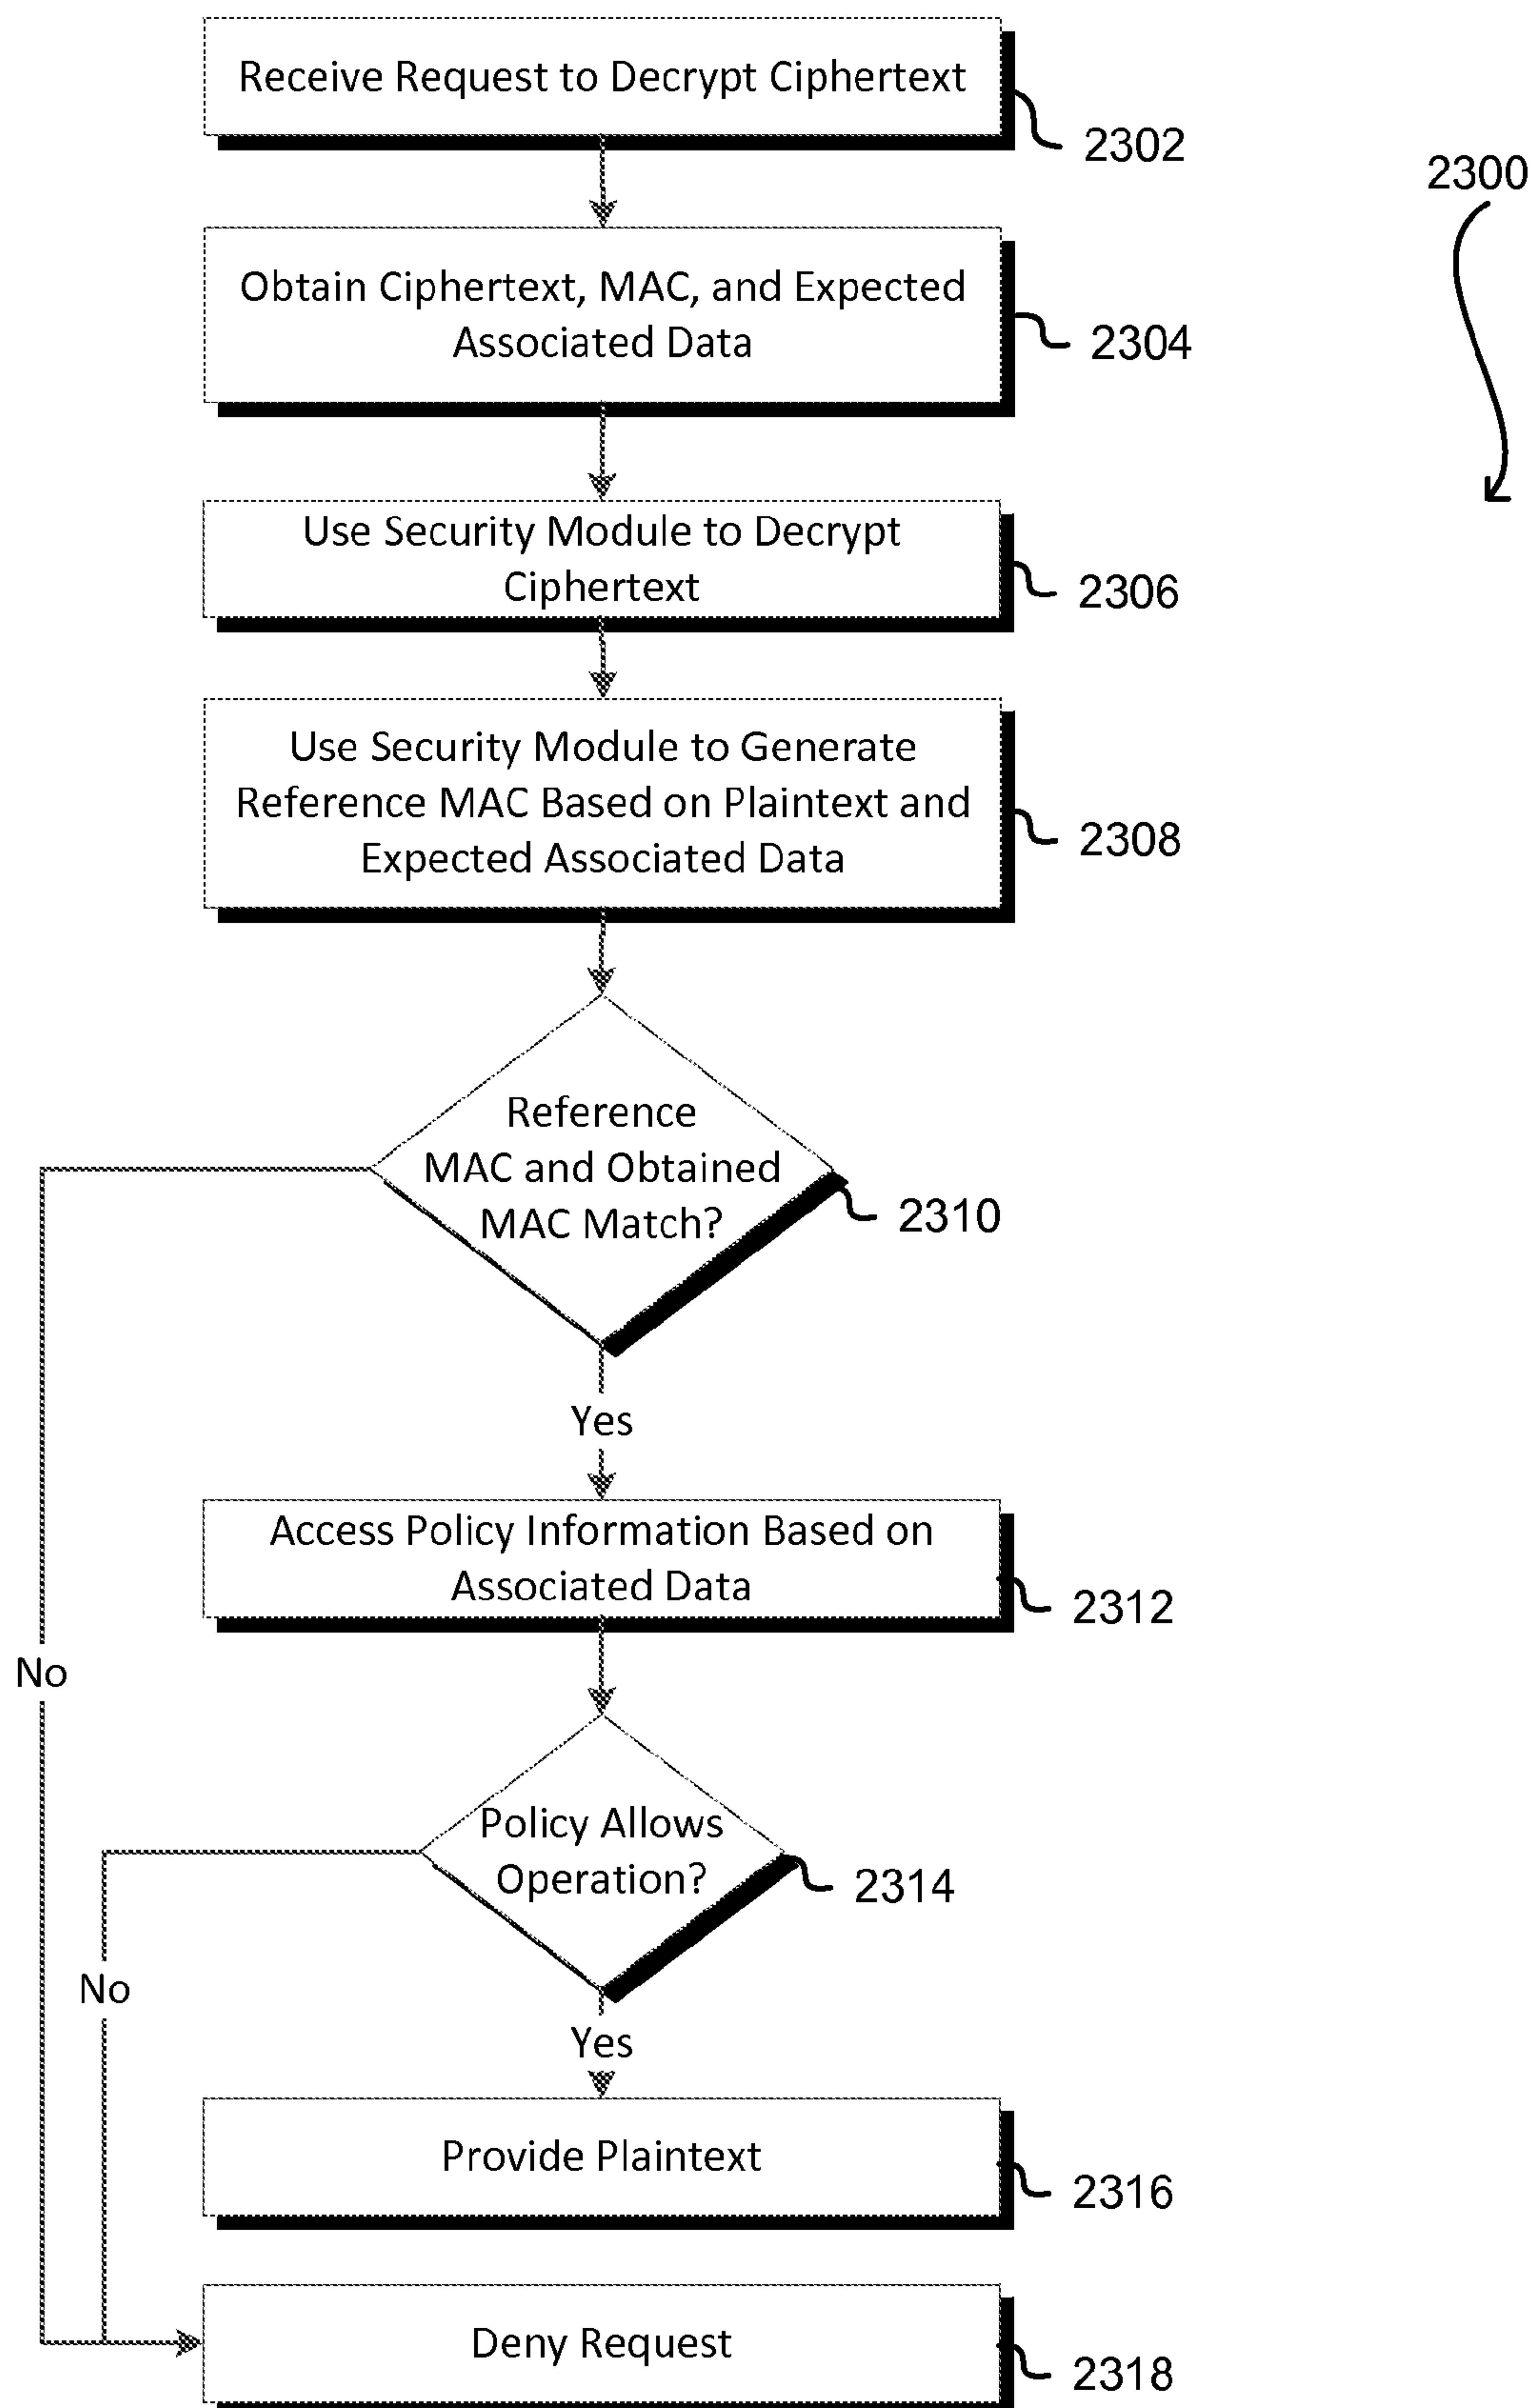 Receive Request to Decrypt Ciphertext
2302
2300
Obtain Ciphertext, MAC, and Expected
Associated Data
2304
Use Security Module to Decrypt
Ciphertext
2306
Use Security Module to Generate
Reference MAC Based on Plaintext and
Expected Associated Data
2308
Reference
MAC and Obtained
MAC Match?
2310
Yes
Access Policy Information Based on
Associated Data
2312
No
Policy Allows
Operation?
2314
No
Yes
Provide Plaintext
2316
Deny Request
2318